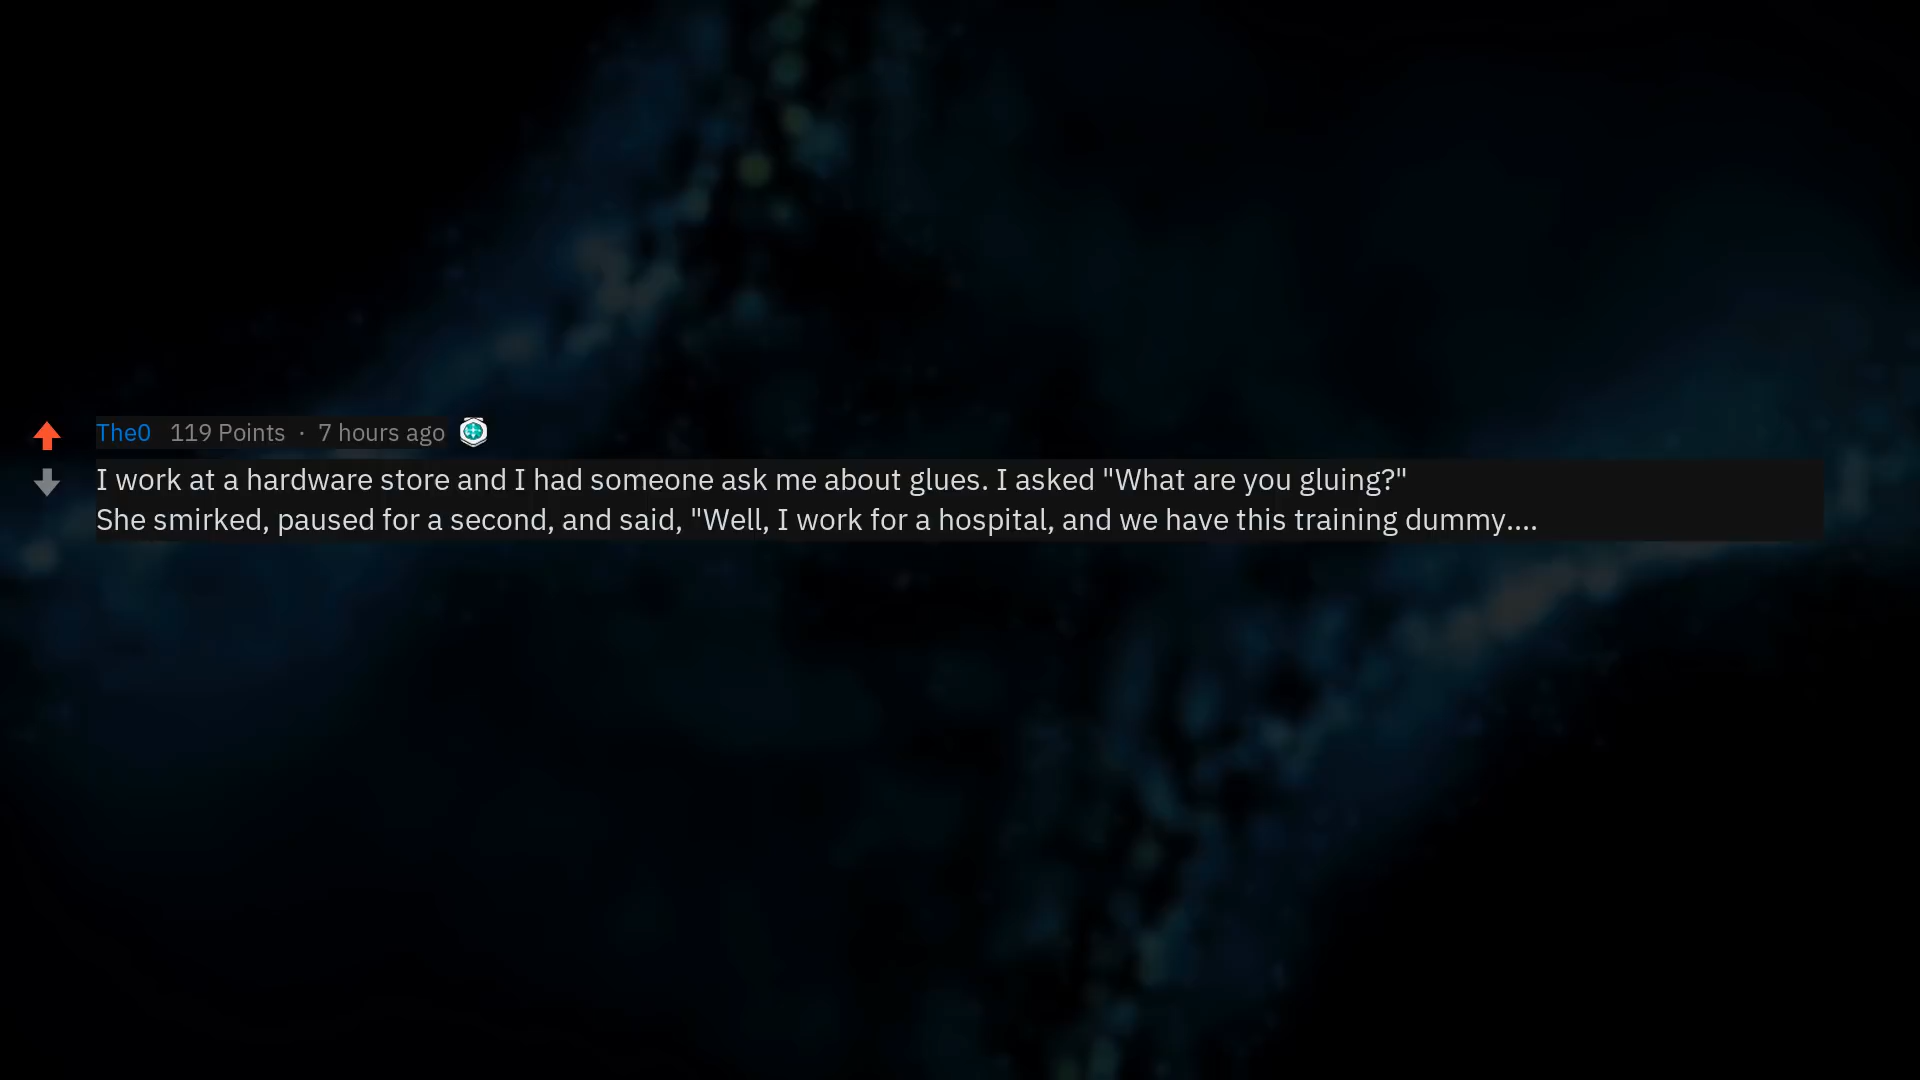 The0 119 Points · 7 hours ago
I work at a hardware store and I had someone ask me about glues. I asked "What are you gluing?"
She smirked, paused for a second, and said, "Well, I work for a hospital, and we have this training dummy....